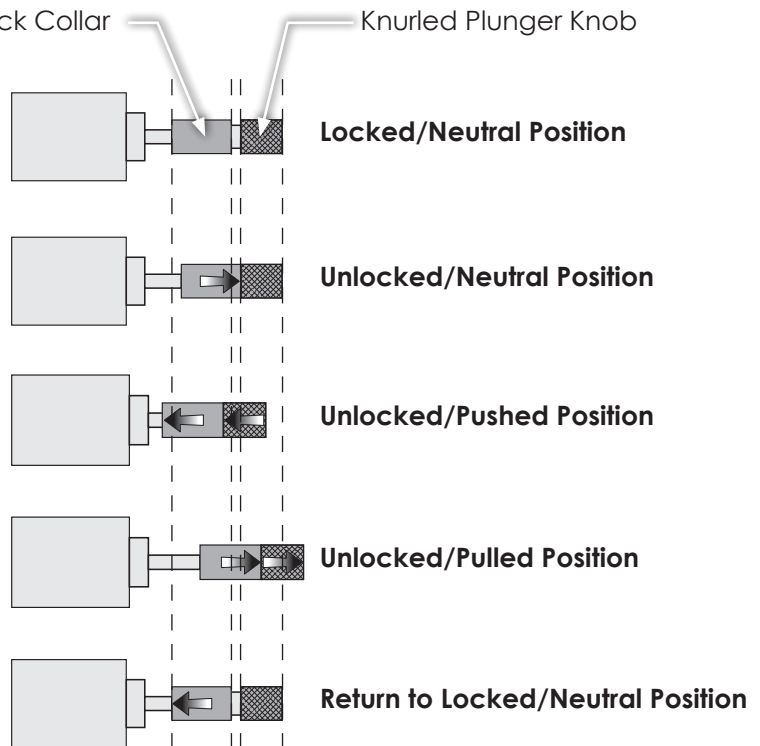 Collar
Knurled Plunger Knob
Locked/Neutral Position
Unlocked/Neutral Position
Unlocked/Pushed Position
Unlocked/Pulled Position
Return to Locked/Neutral Position